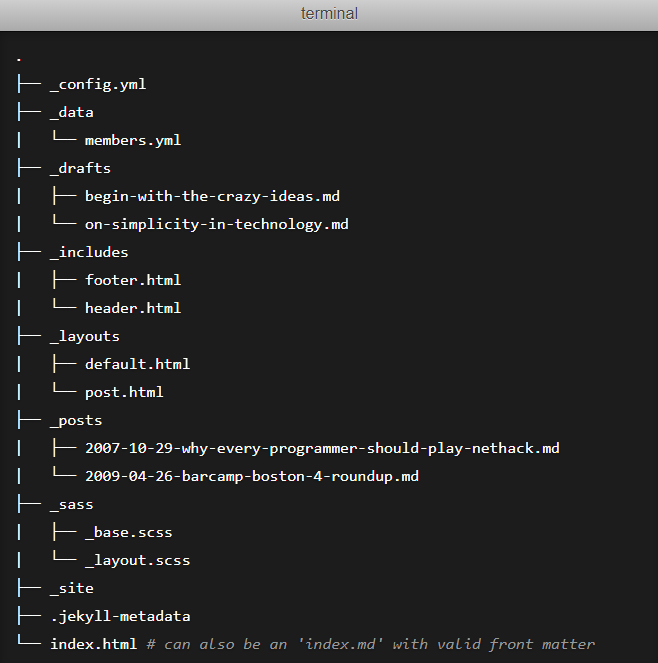 terminal
.
├── _config.yml
├── _data
|   └── members.yml
├── _drafts
|   ├── begin-with-the-crazy-ideas.md
|   └── on-simplicity-in-technology.md
├── _includes
|   ├── footer.html
|   └── header.html
├── _layouts
|   ├── default.html
|   └── post.html
├── _posts
|   ├── 2007-10-29-why-every-programmer-should-play-nethack.md
|   └── 2009-04-26-barcamp-boston-4-roundup.md
├── _sass
|   ├── _base.scss
|   └── _layout.scss
├── _site
├── .jekyll-metadata
└── index.html # can also be an 'index.md' with valid front matter